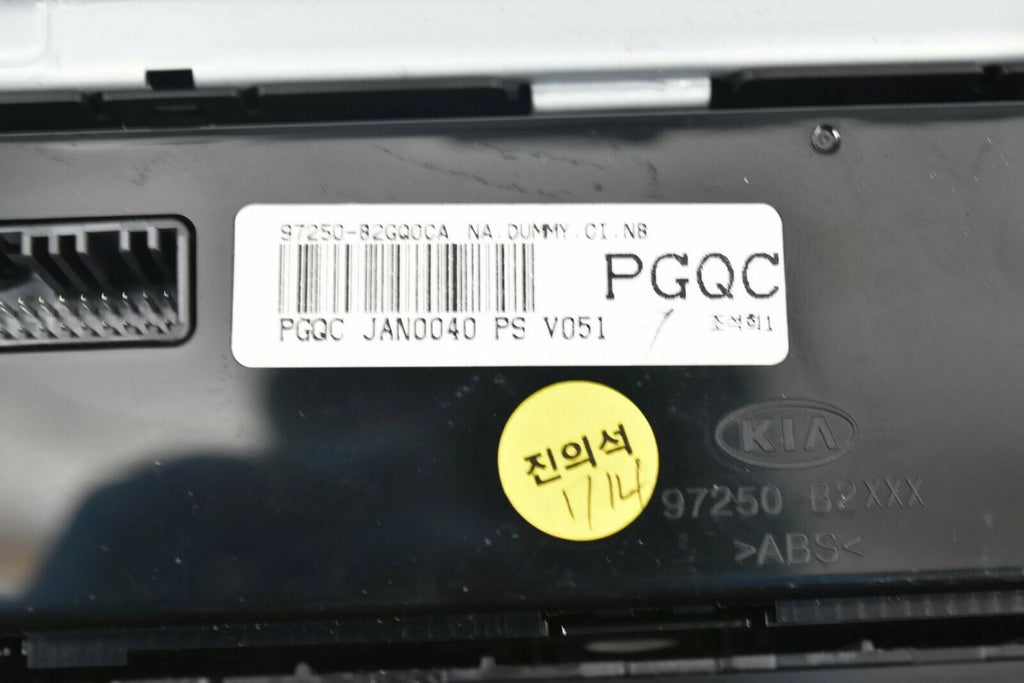 97250-B2GQ0CA NA.DUMMY.CI.NB
PGQC
PGQC JAN0040 PS V051
조석희1
진의석
1/14
KIA
97250 B2XXX
>ABS<